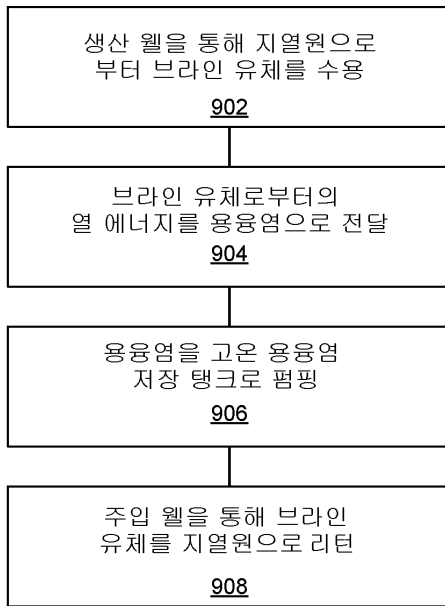 생산 웰을 통해 지열원으로
부터 브라인 유체를 수용
902
브라인 유체로부터의
열 에너지를 용융염으로 전달
904
용융염을 고온 용융염
저장 탱크로 펌핑
906
주입 웰을 통해 브라인
유체를 지열원으로 리턴
908